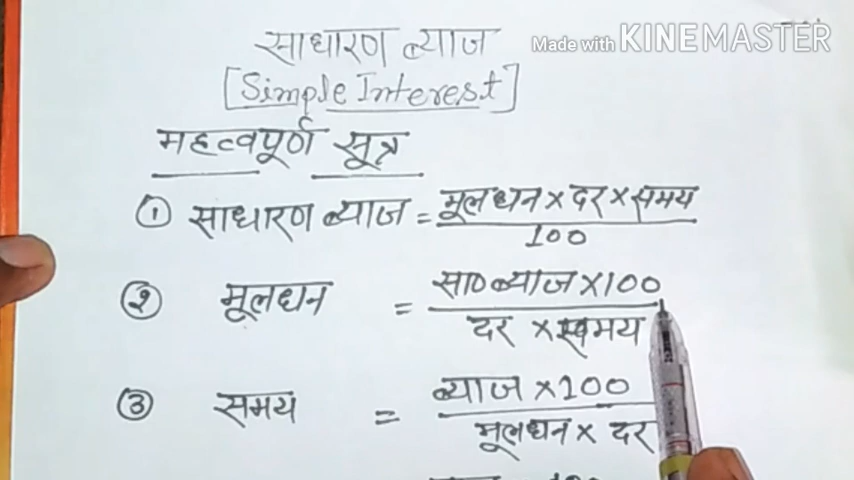 साधारण ब्याज
Made with KINEMASTER
[Simple Interest]
महत्वपूर्ण सूत्र
① साधारण ब्याज = मूलधन × दर × समय
100
② मूलधन = सा० ब्याज × 100
दर × समय
③ समय = ब्याज × 100
मूलधन × दर